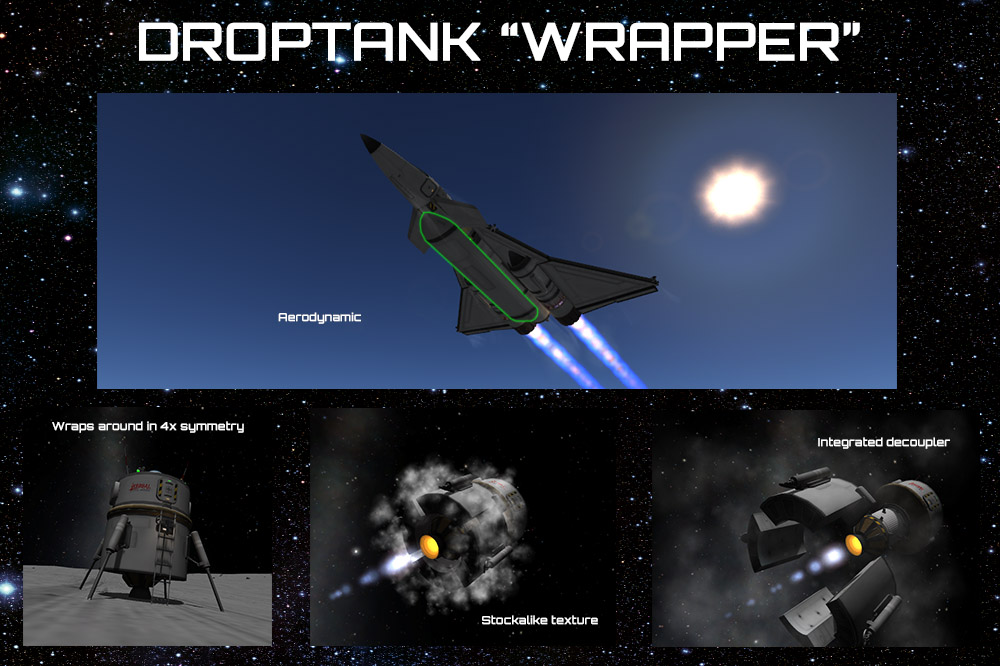 DROPTANK “WRAPPER”
Aerodynamic
Wraps around in 4x symmetry
Integrated decoupler
Stockalike texture